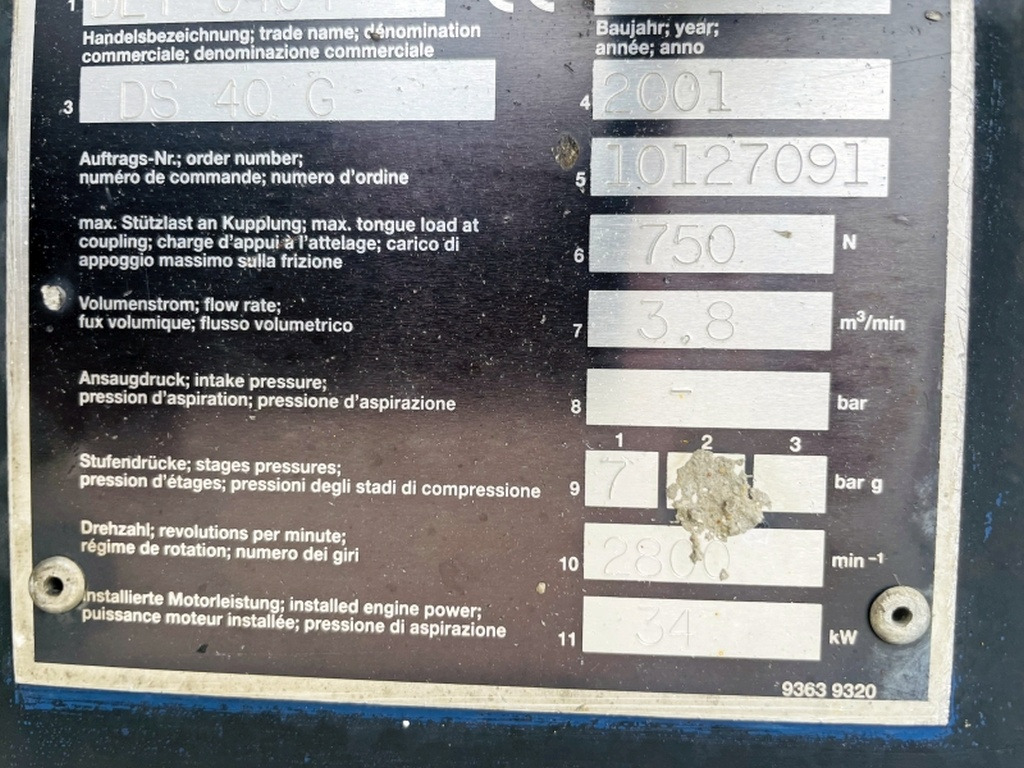 1
Handelsbezeichnung; trade name; dénomination
commerciale; denominazione commerciale
3 DS 40 G
Baujahr; year;
année; anno
4 2001
Auftrags-Nr.; order number;
numéro de commande; numero d'ordine
5 10127091
max. Stützlast an Kupplung; max. tongue load at
coupling; charge d'appui à l'attelage; carico di
appoggio massimo sulla frizione
6 750 N
Volumenstrom; flow rate;
fux volumique; flusso volumetrico
7 3,8 m³/min
Ansaugdruck; intake pressure;
pression d'aspiration; pressione d'aspirazione
8 – bar
1 2 3
Stufendrücke; stages pressures;
pression d'étages; pressioni degli stadi di compressione
9 7 bar g
Drehzahl; revolutions per minute;
régime de rotation; numero dei giri
10 2800 min⁻¹
Installierte Motorleistung; installed engine power;
puissance moteur installée; pressione di aspirazione
11 34 kW
9363 9320